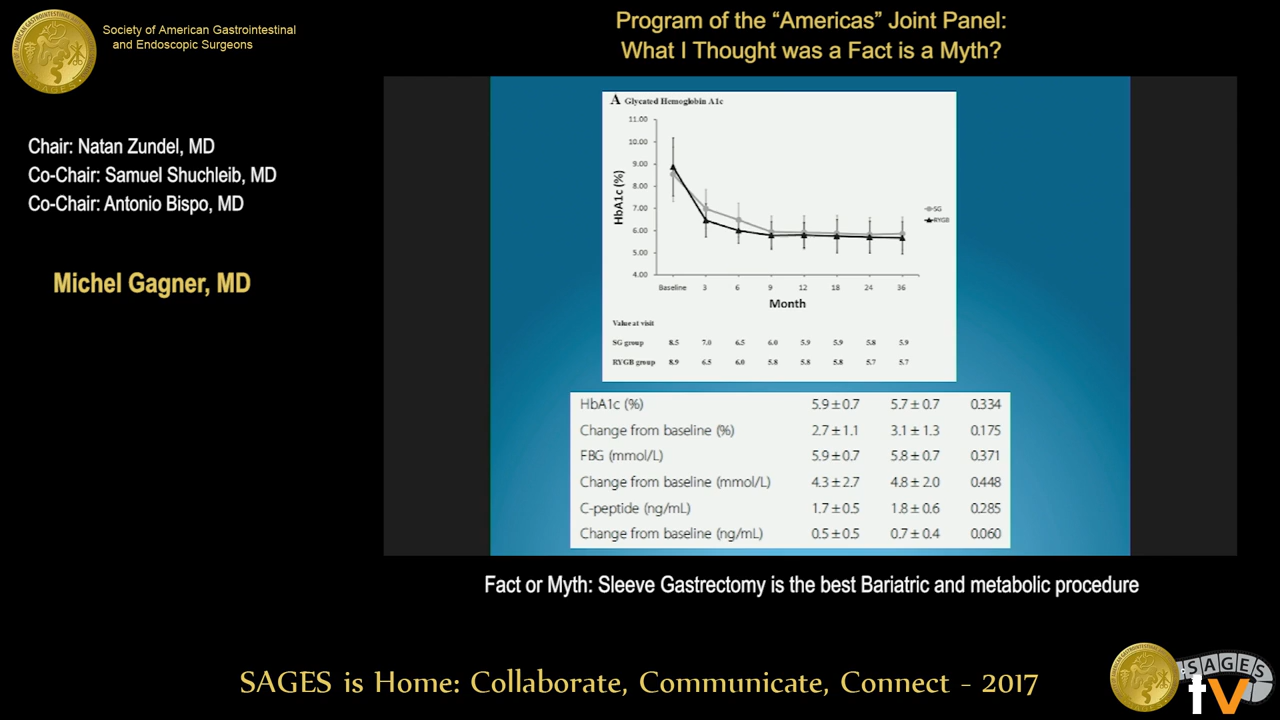 Society of American Gastrointestinal
and Endoscopic Surgeons
Program of the “Americas” Joint Panel:
What I Thought was a Fact is a Myth?
Chair: Natan Zundel, MD
Co-Chair: Samuel Shuchleib, MD
Co-Chair: Antonio Bispo, MD
Michel Gagner, MD
A Glycated Hemoglobin A1c
11.00
10.00
9.00
8.00
7.00
6.00
5.00
4.00
HbA1c (%)
SG
RYGB
Baseline 3 6 9 12 18 24 36
Month
Value at visit
SG group 8.5 7.0 6.5 6.0 5.9 5.9 5.8 5.9
RYGB group 8.9 6.5 6.0 5.8 5.8 5.8 5.7 5.7
HbA1c (%) 5.9 ± 0.7 5.7 ± 0.7 0.334
Change from baseline (%) 2.7 ± 1.1 3.1 ± 1.3 0.175
FBG (mmol/L) 5.9 ± 0.7 5.8 ± 0.7 0.371
Change from baseline (mmol/L) 4.3 ± 2.7 4.8 ± 2.0 0.448
C-peptide (ng/mL) 1.7 ± 0.5 1.8 ± 0.6 0.285
Change from baseline (ng/mL) 0.5 ± 0.5 0.7 ± 0.4 0.060
Fact or Myth: Sleeve Gastrectomy is the best Bariatric and metabolic procedure
SAGES is Home: Collaborate, Communicate, Connect - 2017
SAGES
tv